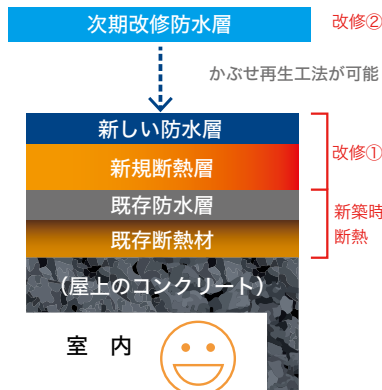 次期改修防水層
改修②
かぶせ再生工法が可能
新しい防水層
新規断熱層
改修①
既存防水層
既存断熱材
新築時
断熱
（屋上のコンクリート）
室 内